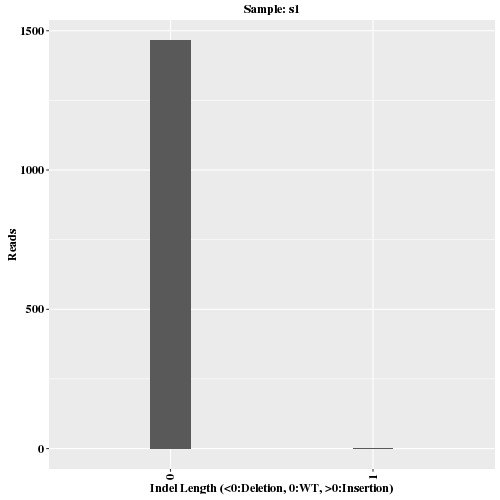 Sample: s1
1500
1000
500
0
Reads
0
1
Indel Length (<0:Deletion, 0:WT, >0:Insertion)